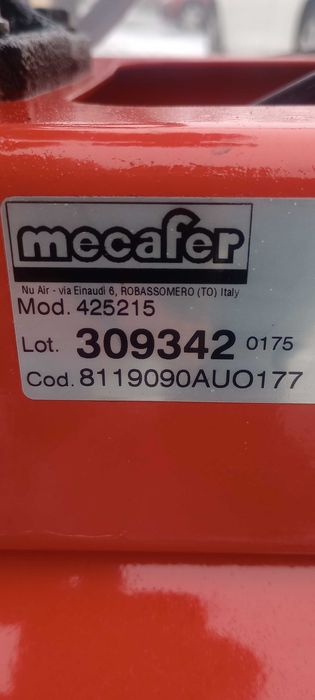 mecafer
Nu Air - via Einaudi 6, ROBASSOMERO (TO) Italy
Mod. 425215
Lot. 309342 0175
Cod. 8119090AUO177